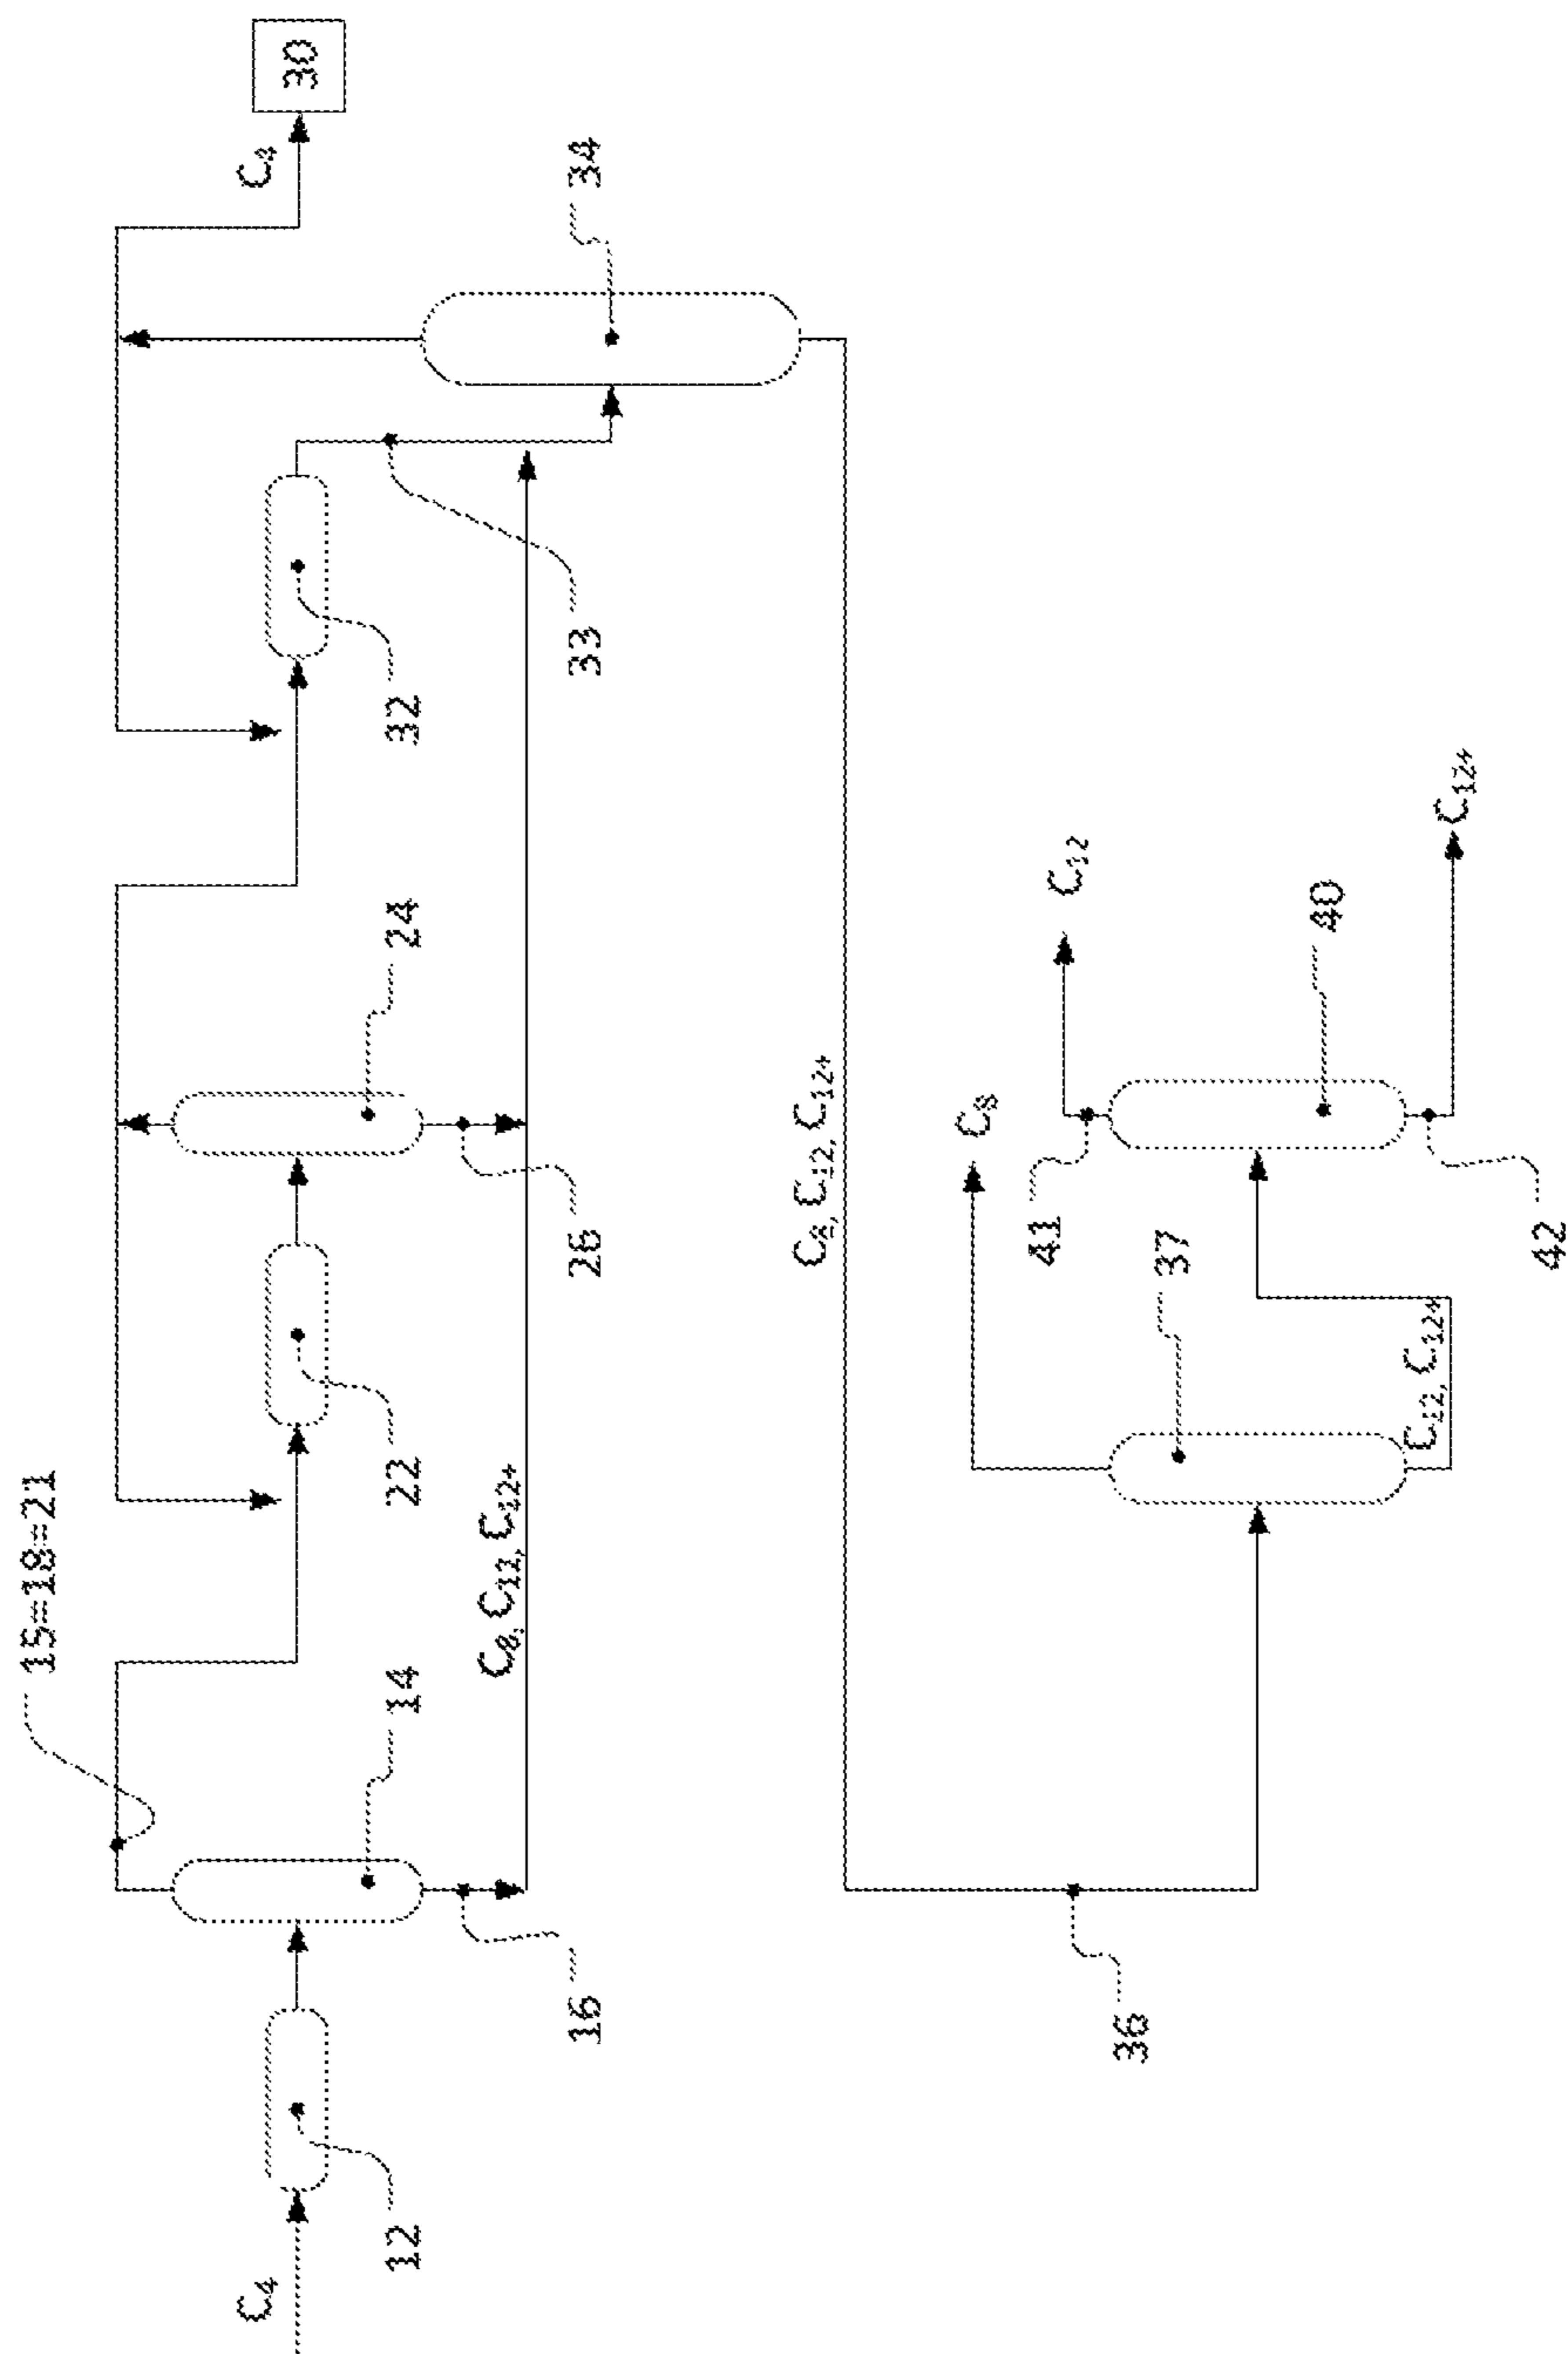 15=18=21
C₄
C₄
30
12
14
22
24
32
C₈, C₁₂, C₁₂₊
16
26
33
34
C₈, C₁₂, C₁₂₊
C₈
41
C₁₂
36
37
40
C₁₂, C₁₂₊
C₁₂₊
42